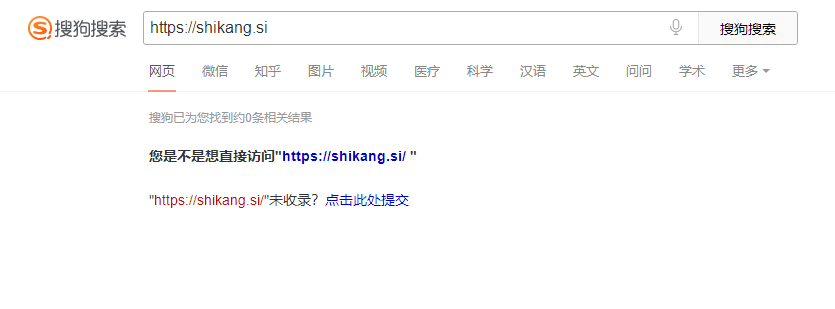 搜狗搜索 https://shikang.si 搜狗搜索
网页 微信 知乎 图片 视频 医疗 科学 汉语 英文 问问 学术 更多
搜狗已为您找到约0条相关结果
您是不是想直接访问"https://shikang.si/ "
"https://shikang.si/"未收录？点击此处提交